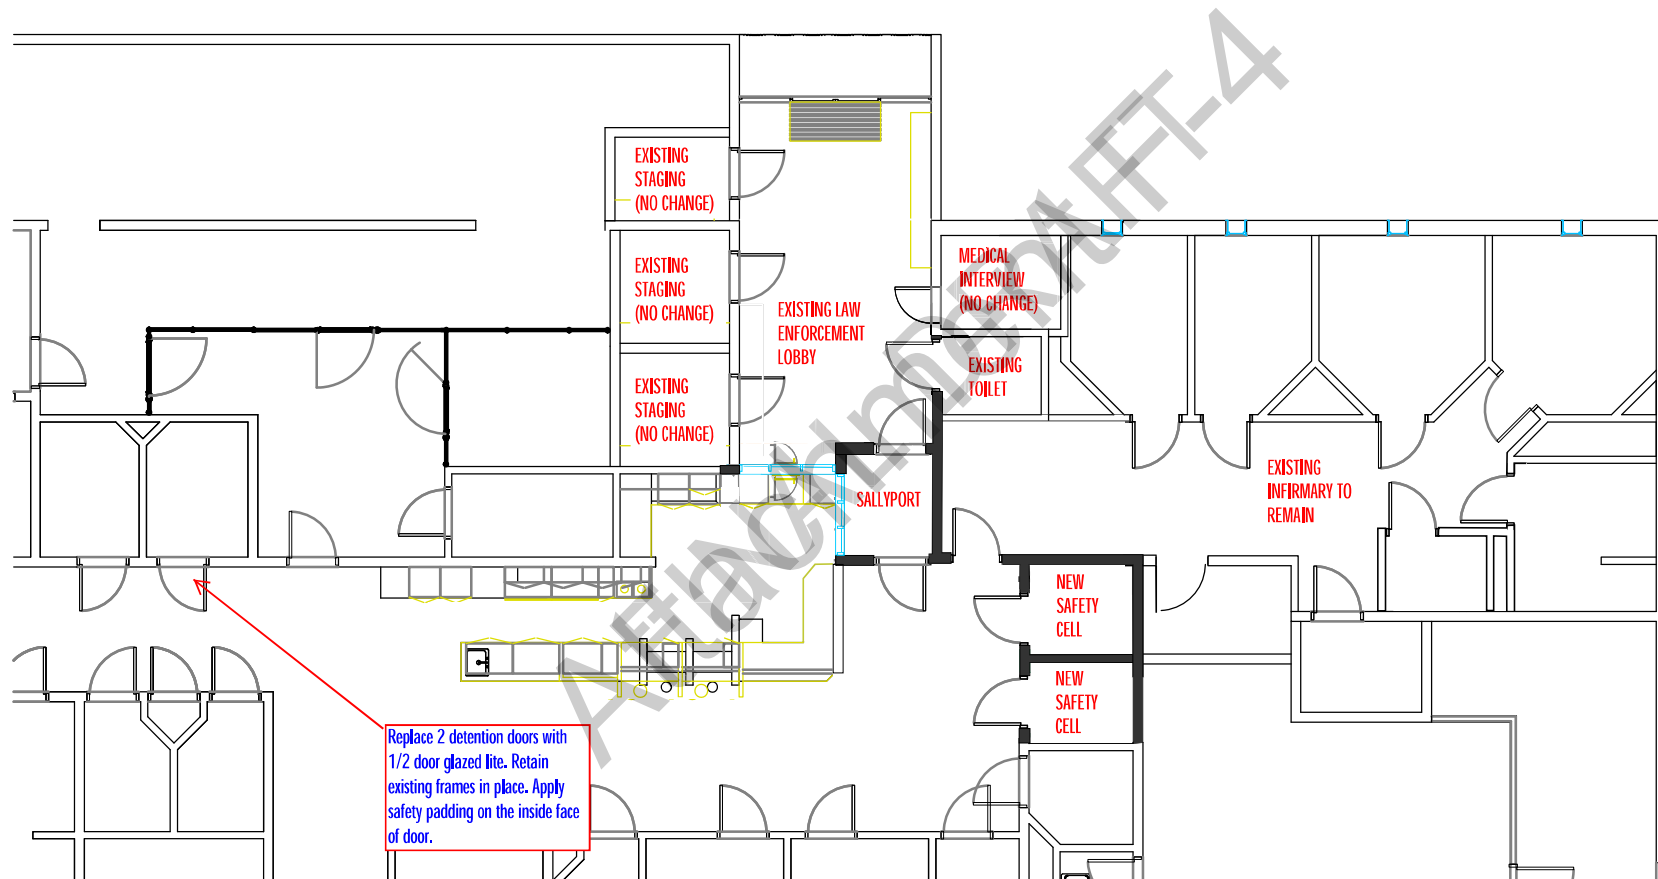 EXISTING
STAGING
(NO CHANGE)
EXISTING
STAGING
(NO CHANGE)
EXISTING
STAGING
(NO CHANGE)
EXISTING LAW
ENFORCEMENT
LOBBY
MEDICAL
INTERVIEW
(NO CHANGE)
EXISTING
TOILET
SALLYPORT
EXISTING
INFIRMARY TO
REMAIN
NEW
SAFETY
CELL
NEW
SAFETY
CELL
Replace 2 detention doors with
1/2 door glazed lite. Retain
existing frames in place. Apply
safety padding on the inside face
of door.